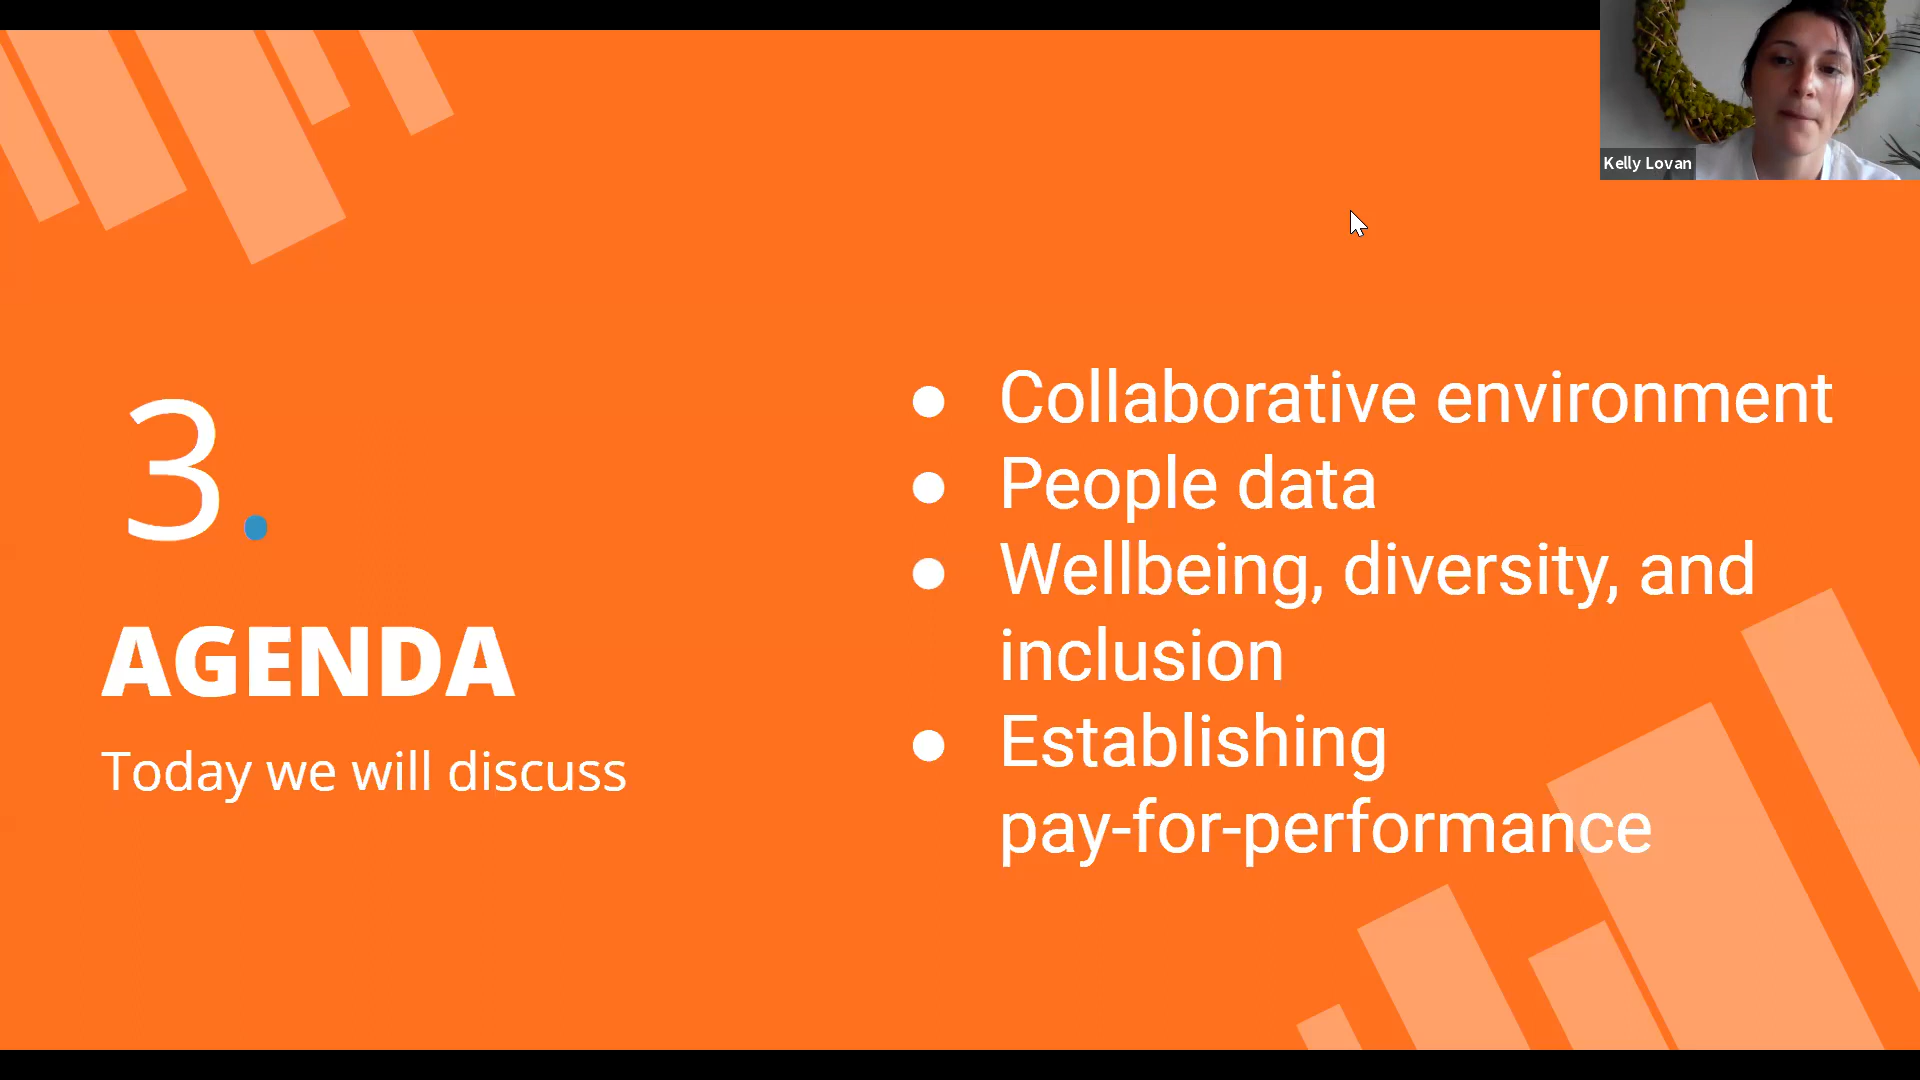 Kelly Lovan
3.
AGENDA
Today we will discuss
● Collaborative environment
● People data
● Wellbeing, diversity, and
inclusion
● Establishing
pay-for-performance